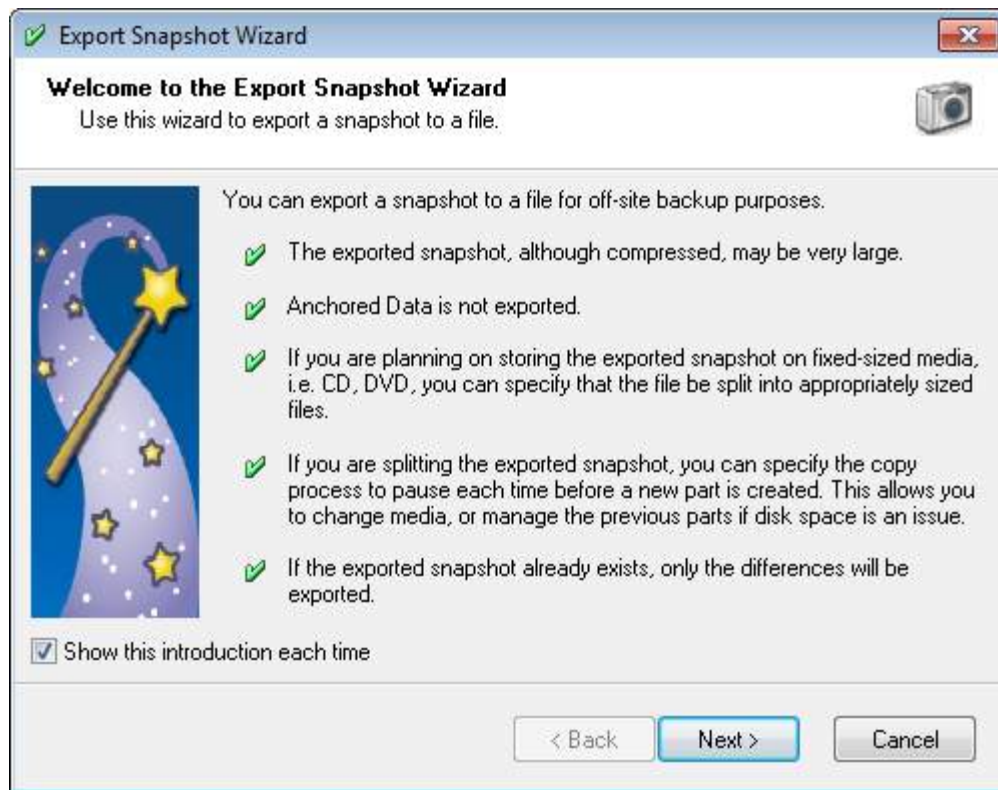 Export Snapshot Wizard
Welcome to the Export Snapshot Wizard
Use this wizard to export a snapshot to a file.
You can export a snapshot to a file for off-site backup purposes.
The exported snapshot, although compressed, may be very large.
Anchored Data is not exported.
If you are planning on storing the exported snapshot on fixed-sized media,
i.e. CD, DVD, you can specify that the file be split into appropriately sized
files.
If you are splitting the exported snapshot, you can specify the copy
process to pause each time before a new part is created. This allows you
to change media, or manage the previous parts if disk space is an issue.
If the exported snapshot already exists, only the differences will be
exported.
Show this introduction each time
< Back
Next >
Cancel